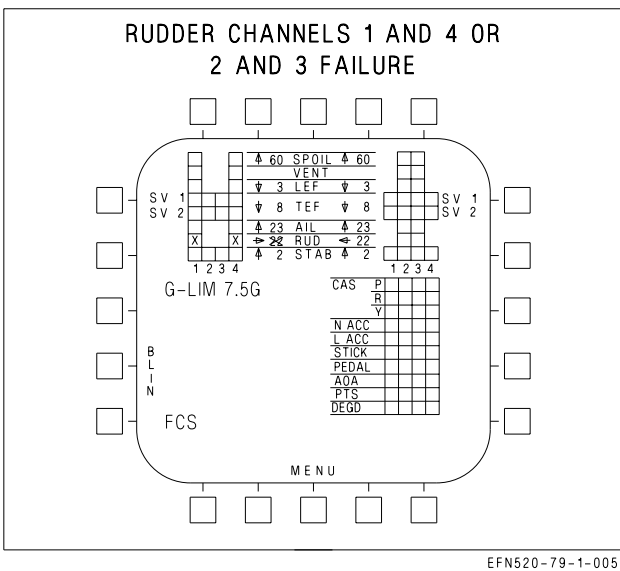 RUDDER CHANNELS 1 AND 4 OR
2 AND 3 FAILURE
60 SPOIL 60
VENT
3 LEF 3
SV 1 8 TEF 8 SV 1
SV 2 SV 2
23 AIL 23
X X 22 RUD 22
2 STAB 2
1 2 3 4 1 2 3 4
G-LIM 7.5G
CAS P
R
Y
N ACC
L ACC
STICK
PEDAL
AOA
PTS
DEGD
BLIN
FCS
MENU
EFN520-79-1-005